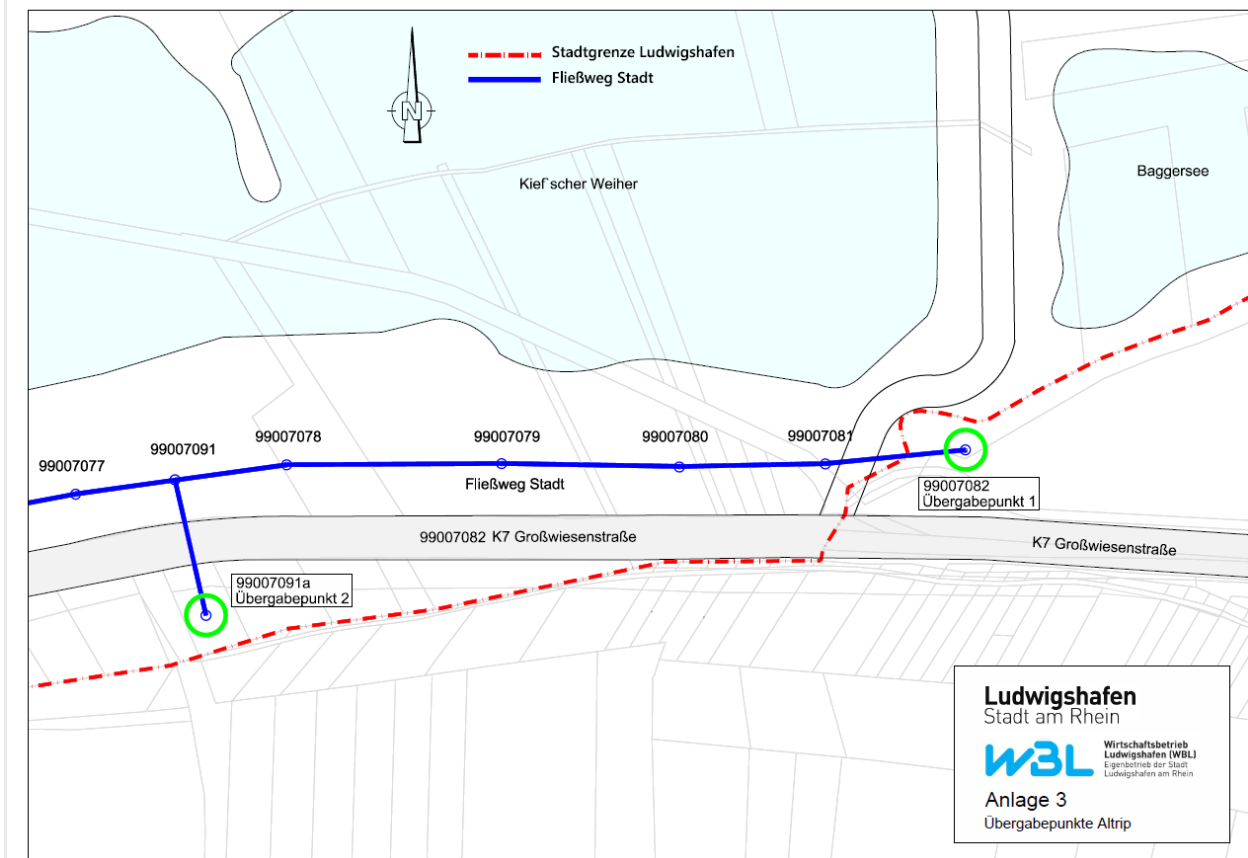 Stadtgrenze Ludwigshafen
Fließweg Stadt
N
Kief´scher Weiher
Baggersee
99007077
99007091
99007078
99007079
99007080
99007081
Fließweg Stadt
99007082
Übergabepunkt 1
99007082 K7 Großwiesenstraße
K7 Großwiesenstraße
99007091a
Übergabepunkt 2
Ludwigshafen
Stadt am Rhein
WBL
Wirtschaftsbetrieb
Ludwigshafen (WBL)
Eigenbetrieb der Stadt
Ludwigshafen am Rhein
Anlage 3
Übergabepunkte Altrip